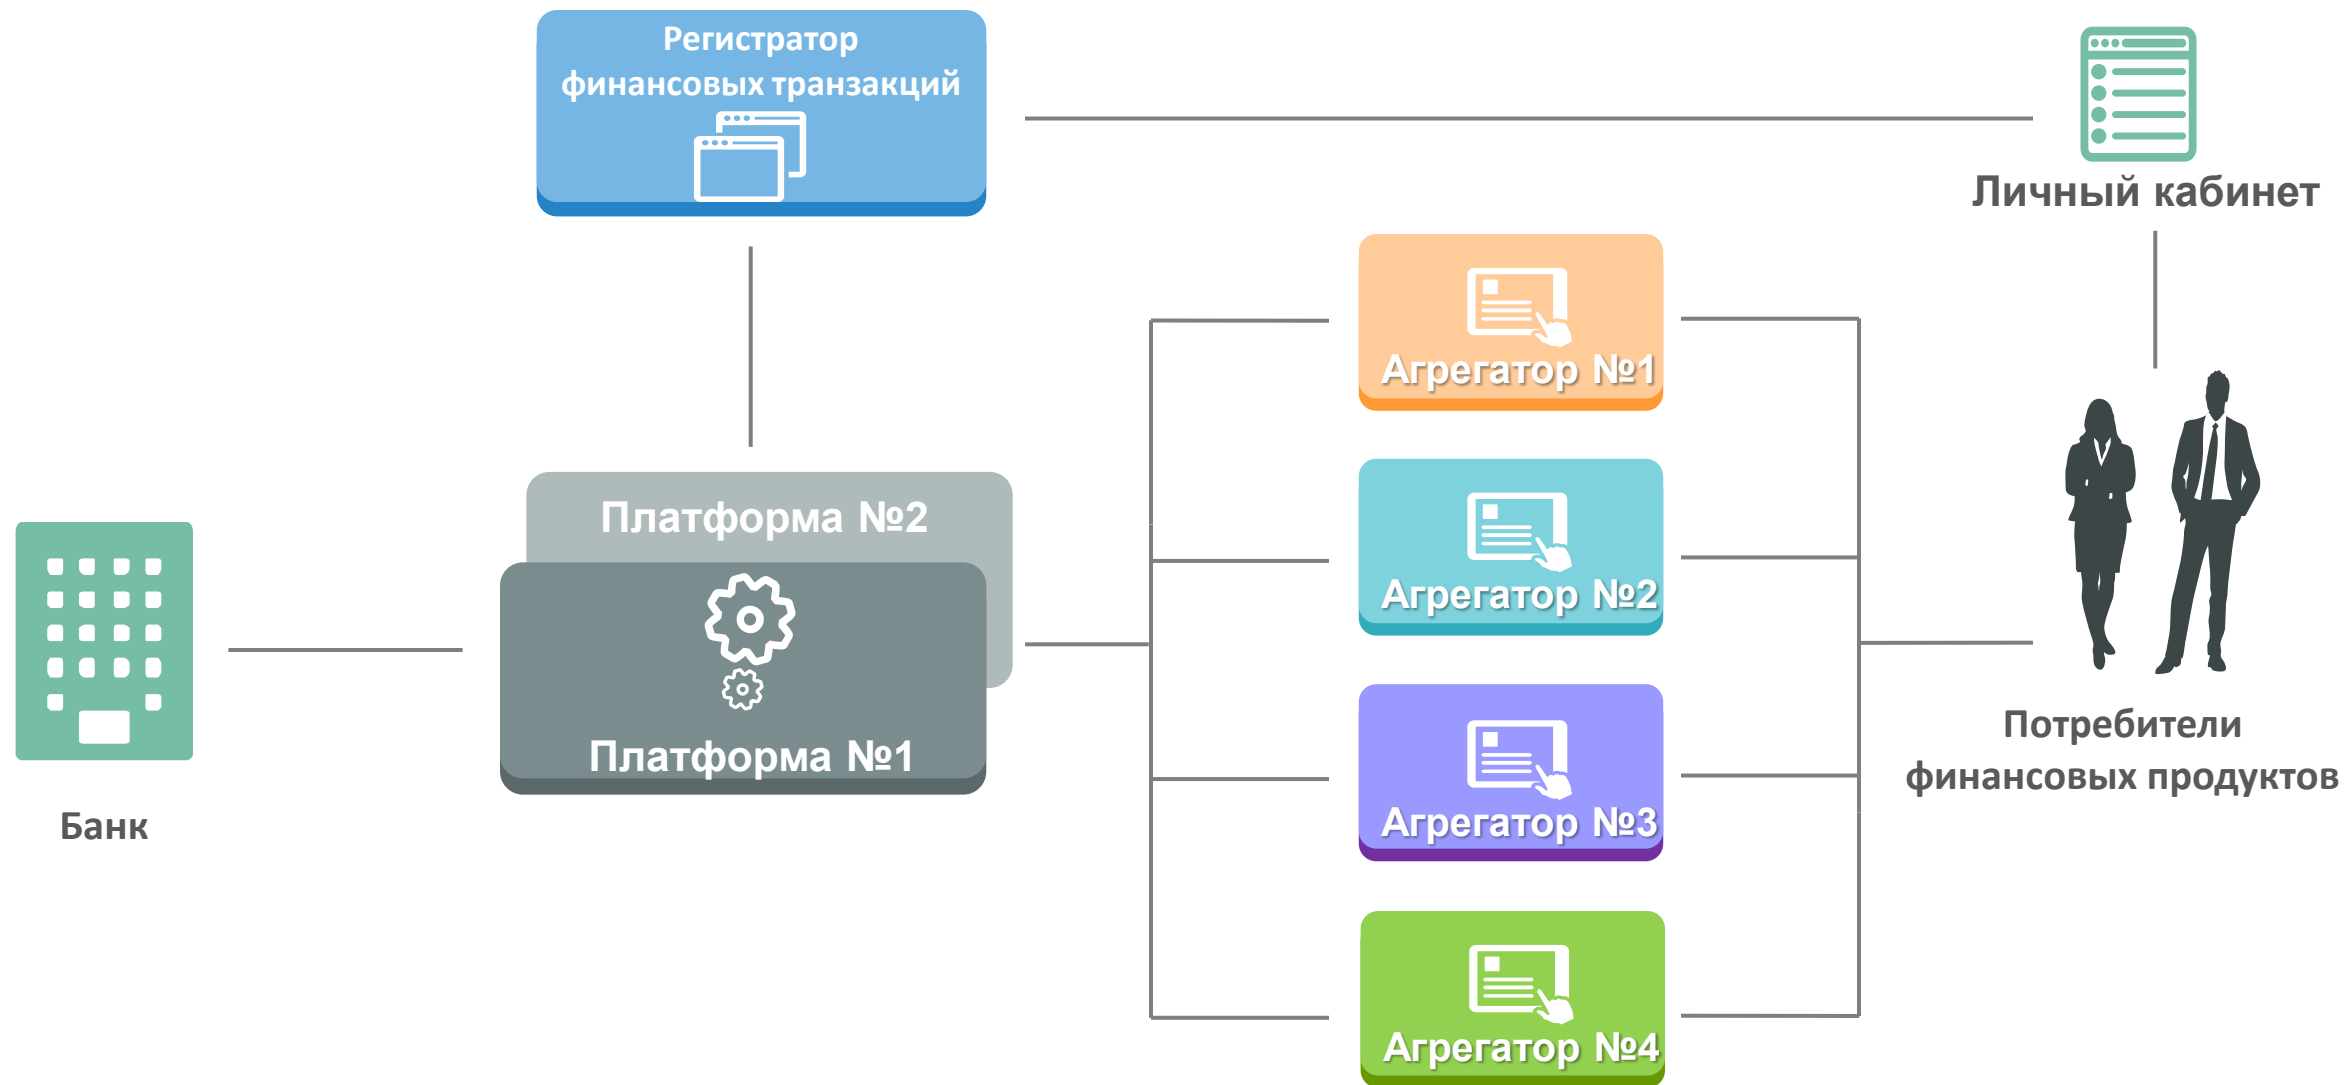 Регистратор
финансовых транзакций
Личный кабинет
Агрегатор №1
Платформа №2
Агрегатор №2
Платформа №1
Потребители
финансовых продуктов
Банк
Агрегатор №3
Агрегатор №4